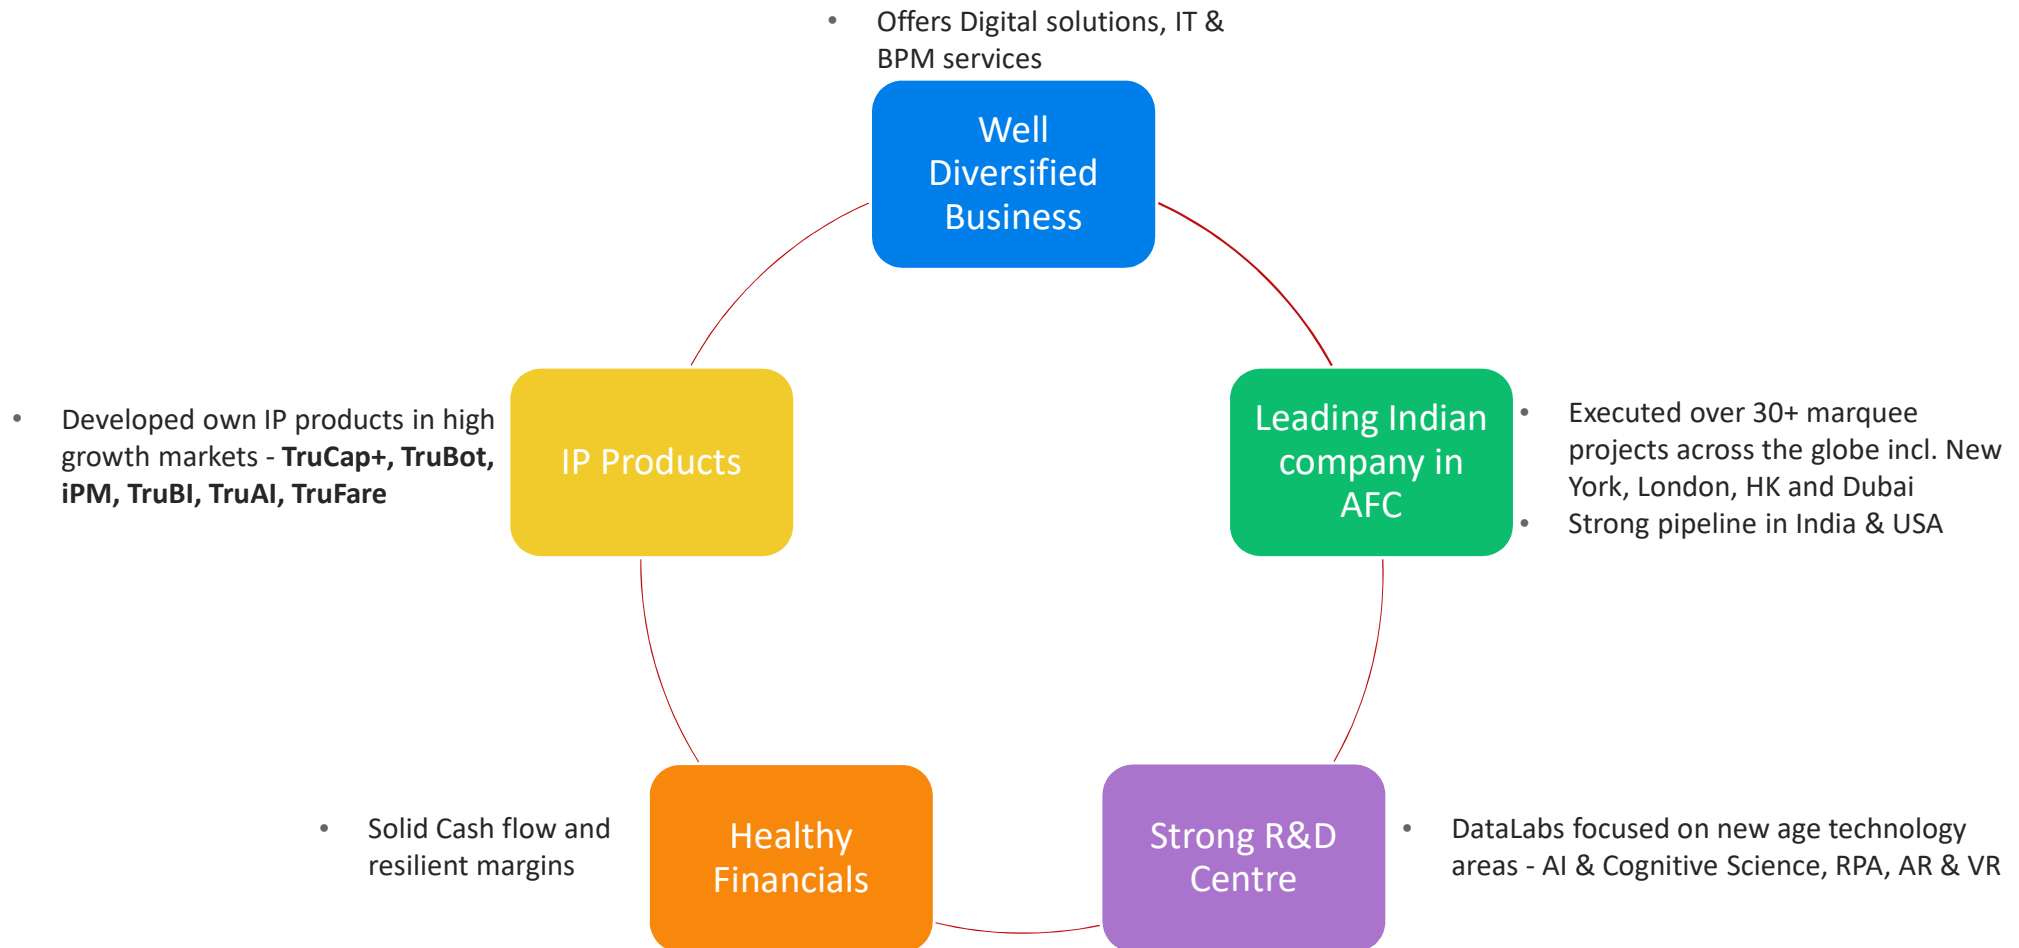 • Offers Digital solutions, IT &
BPM services
Well
Diversified
Business
• Developed own IP products in high
growth markets - TruCap+, TruBot,
iPM, TruBI, TruAI, TruFare
IP Products
Leading Indian
company in
AFC
• Executed over 30+ marquee
projects across the globe incl. New
York, London, HK and Dubai
• Strong pipeline in India & USA
• Solid Cash flow and
resilient margins
Healthy
Financials
Strong R&D
Centre
• DataLabs focused on new age technology
areas - AI & Cognitive Science, RPA, AR & VR